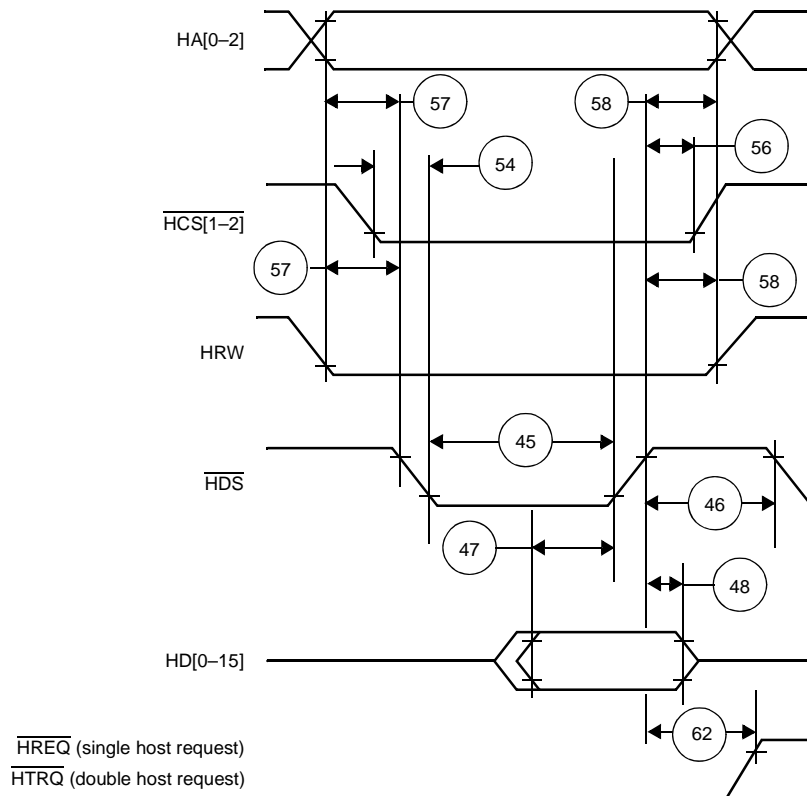 HA[0–2]
57
58
54
56
HCS[1–2]
57
58
HRW
45
HDS
46
47
48
HD[0–15]
62
HREQ (single host request)
HTRQ (double host request)